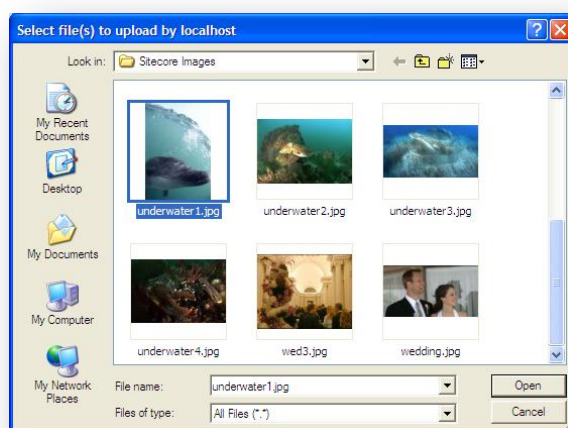 Select file(s) to upload by localhost
Look in:
Sitecore Images
My Recent
Documents
Desktop
My Documents
My Computer
My Network
Places
underwater1.jpg
underwater2.jpg
underwater3.jpg
underwater4.jpg
wed3.jpg
wedding.jpg
File name:
underwater1.jpg
Open
Files of type:
All Files (*.*)
Cancel